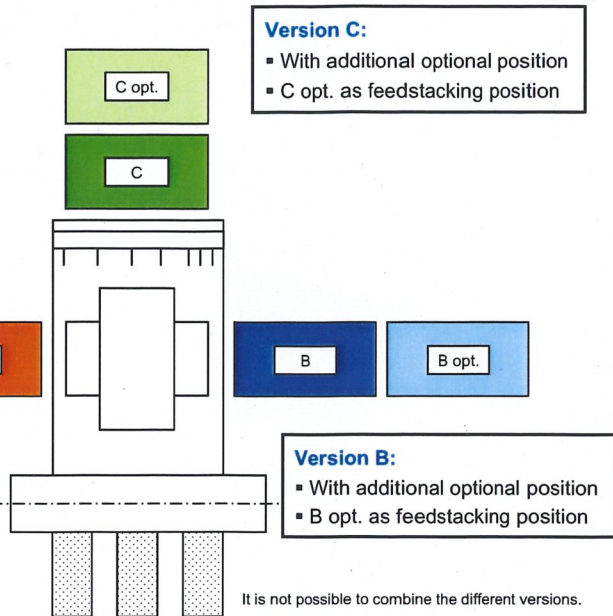 Version C:
▪ With additional optional position
▪ C opt. as feedstacking position
C opt.
C
B
B opt.
Version B:
▪ With additional optional position
▪ B opt. as feedstacking position
It is not possible to combine the different versions.